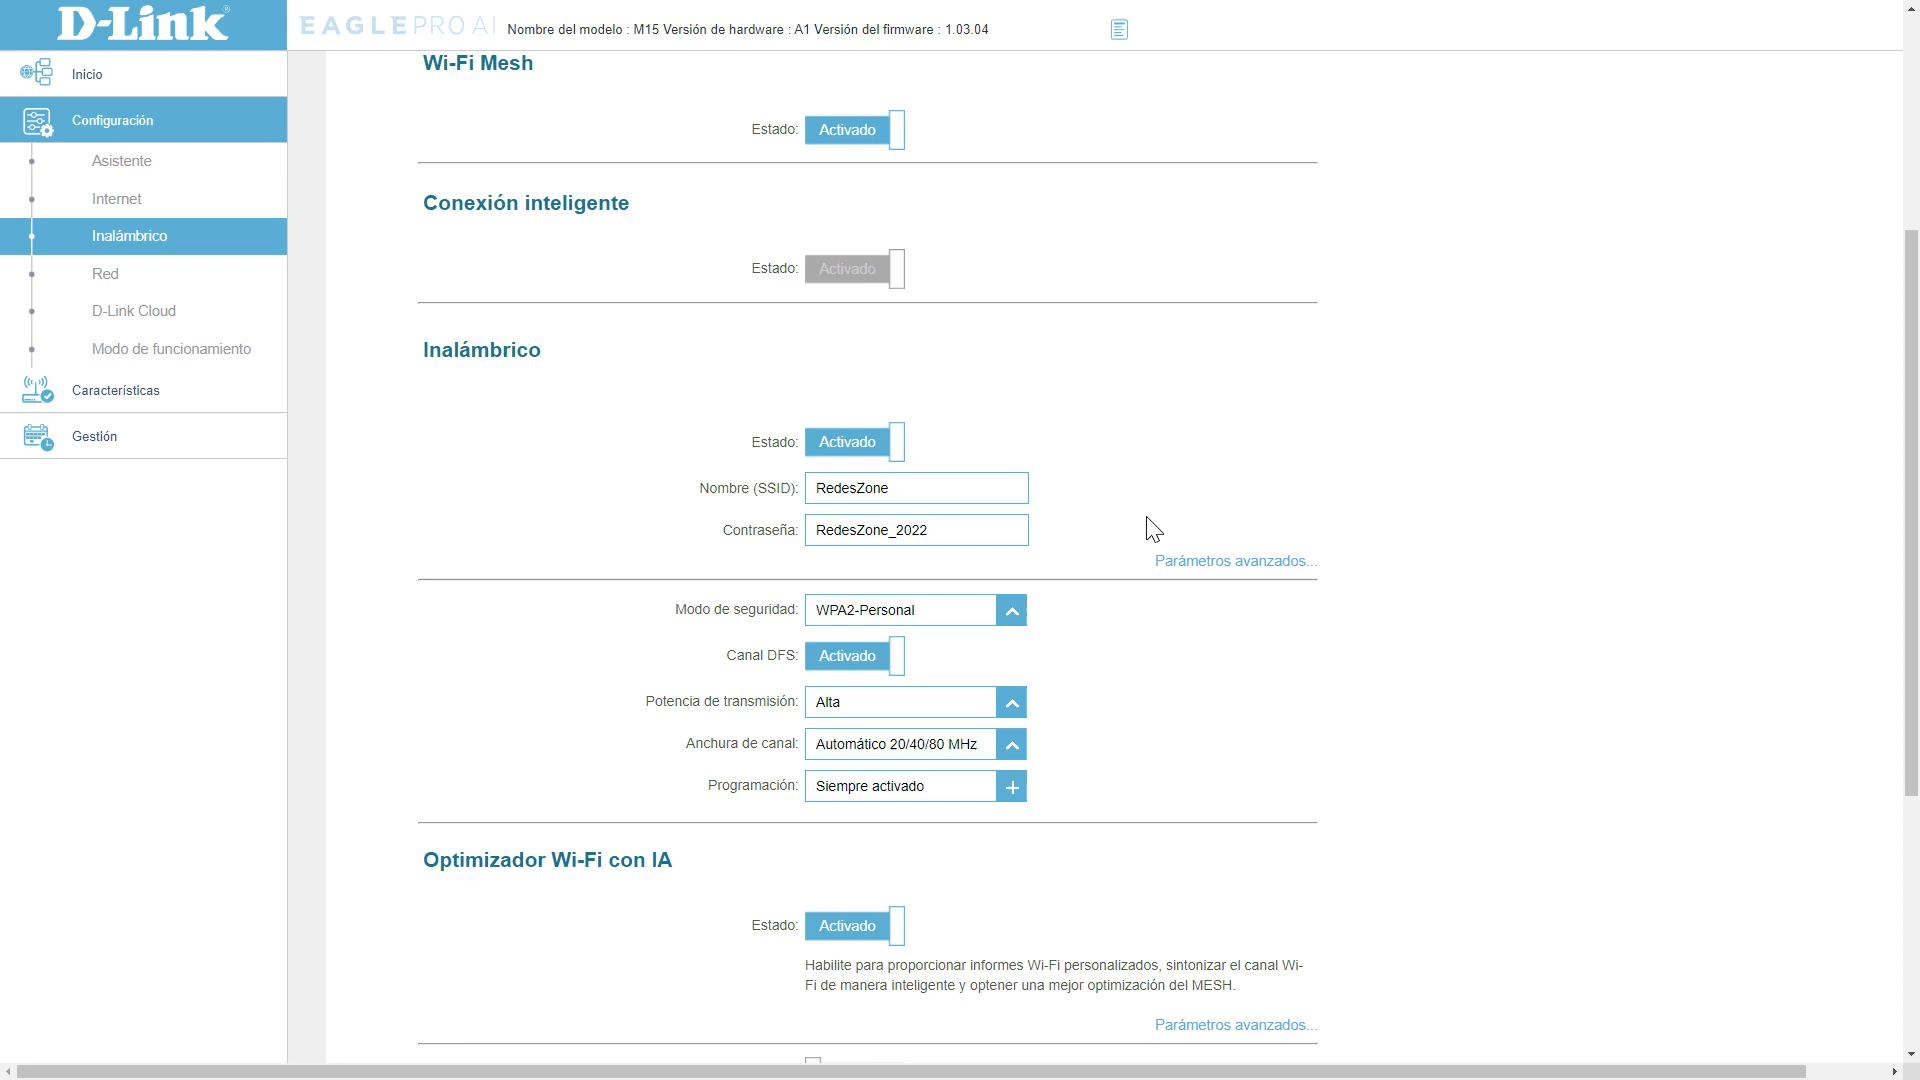 D-Link®
EAGLE PRO AI
Nombre del modelo : M15 Versión de hardware : A1 Versión del firmware : 1.03.04
Inicio
Configuración
Asistente
Internet
Inalámbrico
Red
D-Link Cloud
Modo de funcionamiento
Características
Gestión
Wi-Fi Mesh
Estado: Activado
Conexión inteligente
Estado: Activado
Inalámbrico
Estado: Activado
Nombre (SSID): RedesZone
Contraseña: RedesZone_2022
Parámetros avanzados...
Modo de seguridad: WPA2-Personal
Canal DFS: Activado
Potencia de transmisión: Alta
Anchura de canal: Automático 20/40/80 MHz
Programación: Siempre activado
Optimizador Wi-Fi con IA
Estado: Activado
Habilite para proporcionar informes Wi-Fi personalizados, sintonizar el canal Wi-
Fi de manera inteligente y optener una mejor optimización del MESH.
Parámetros avanzados...